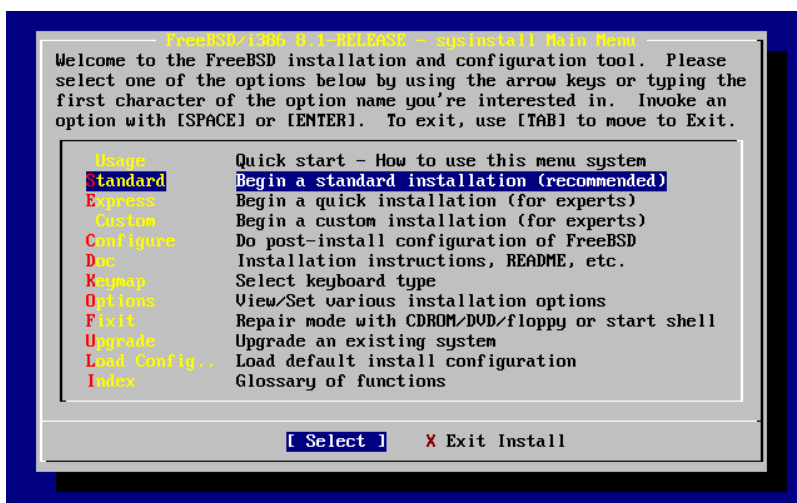 FreeBSD/i386 8.1-RELEASE - sysinstall Main Menu
Welcome to the FreeBSD installation and configuration tool.  Please
select one of the options below by using the arrow keys or typing the
first character of the option name you're interested in.  Invoke an
option with [SPACE] or [ENTER].  To exit, use [TAB] to move to Exit.
Usage Quick start - How to use this menu system
Standard Begin a standard installation (recommended)
Express Begin a quick installation (for experts)
Custom Begin a custom installation (for experts)
Configure Do post-install configuration of FreeBSD
Doc Installation instructions, README, etc.
Keymap Select keyboard type
Options View/Set various installation options
Fixit Repair mode with CDROM/DVD/floppy or start shell
Upgrade Upgrade an existing system
Load Config.. Load default install configuration
Index Glossary of functions
[ Select ] X Exit Install